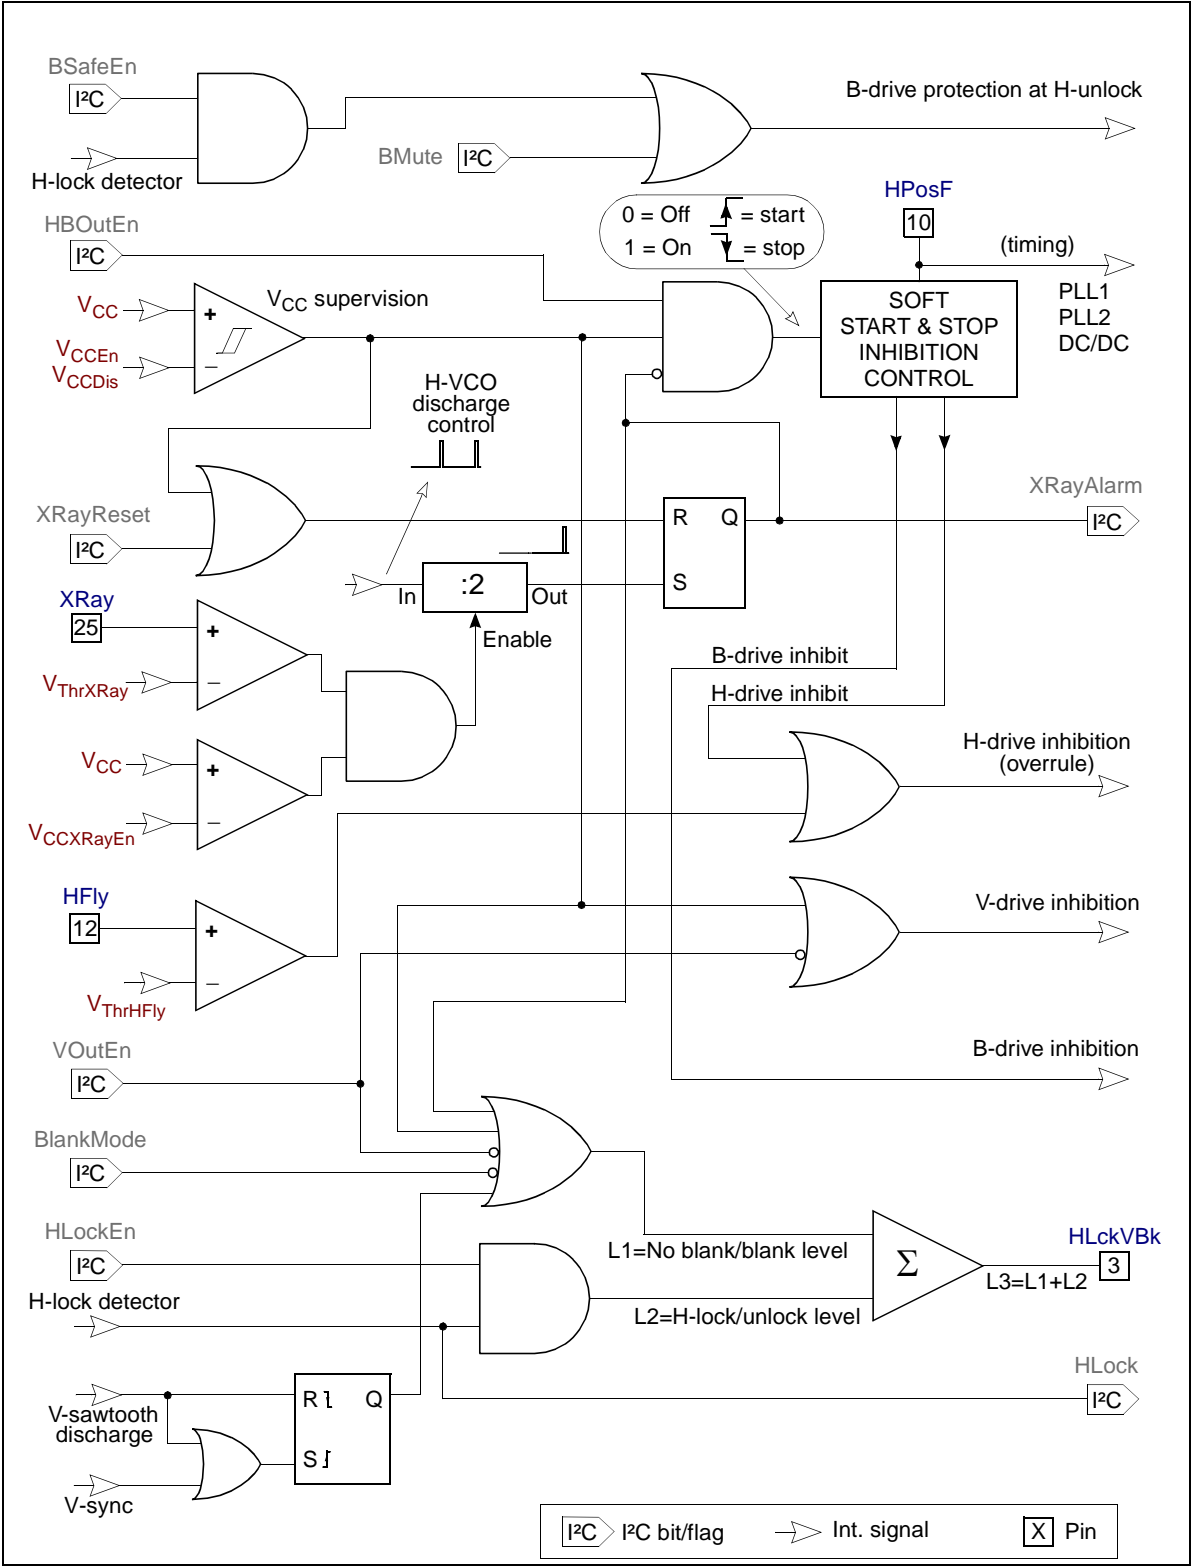 BSafeEn
I²C
H-lock detector
BMute
I²C
B-drive protection at H-unlock
HBOutEn
I²C
0 = Off = start
1 = On = stop
HPosF
10
(timing)
PLL1
PLL2
DC/DC
VCC
VCCEn
VCCDis
+
−
VCC supervision
SOFT
START & STOP
INHIBITION
CONTROL
H-VCO
discharge
control
XRayReset
I²C
R Q
S
XRayAlarm
I²C
:2
In
Out
Enable
XRay
25
VThrXRay
+
−
B-drive inhibit
H-drive inhibit
VCC
VCCXRayEn
+
−
H-drive inhibition
(overrule)
HFly
12
VThrHFly
+
−
V-drive inhibition
VOutEn
I²C
B-drive inhibition
BlankMode
I²C
HLockEn
I²C
H-lock detector
L1=No blank/blank level
L2=H-lock/unlock level
Σ
L3=L1+L2
HLckVBk
3
HLock
I²C
V-sawtooth
discharge
R Q
S
V-sync
I²C I²C bit/flag Int. signal X Pin